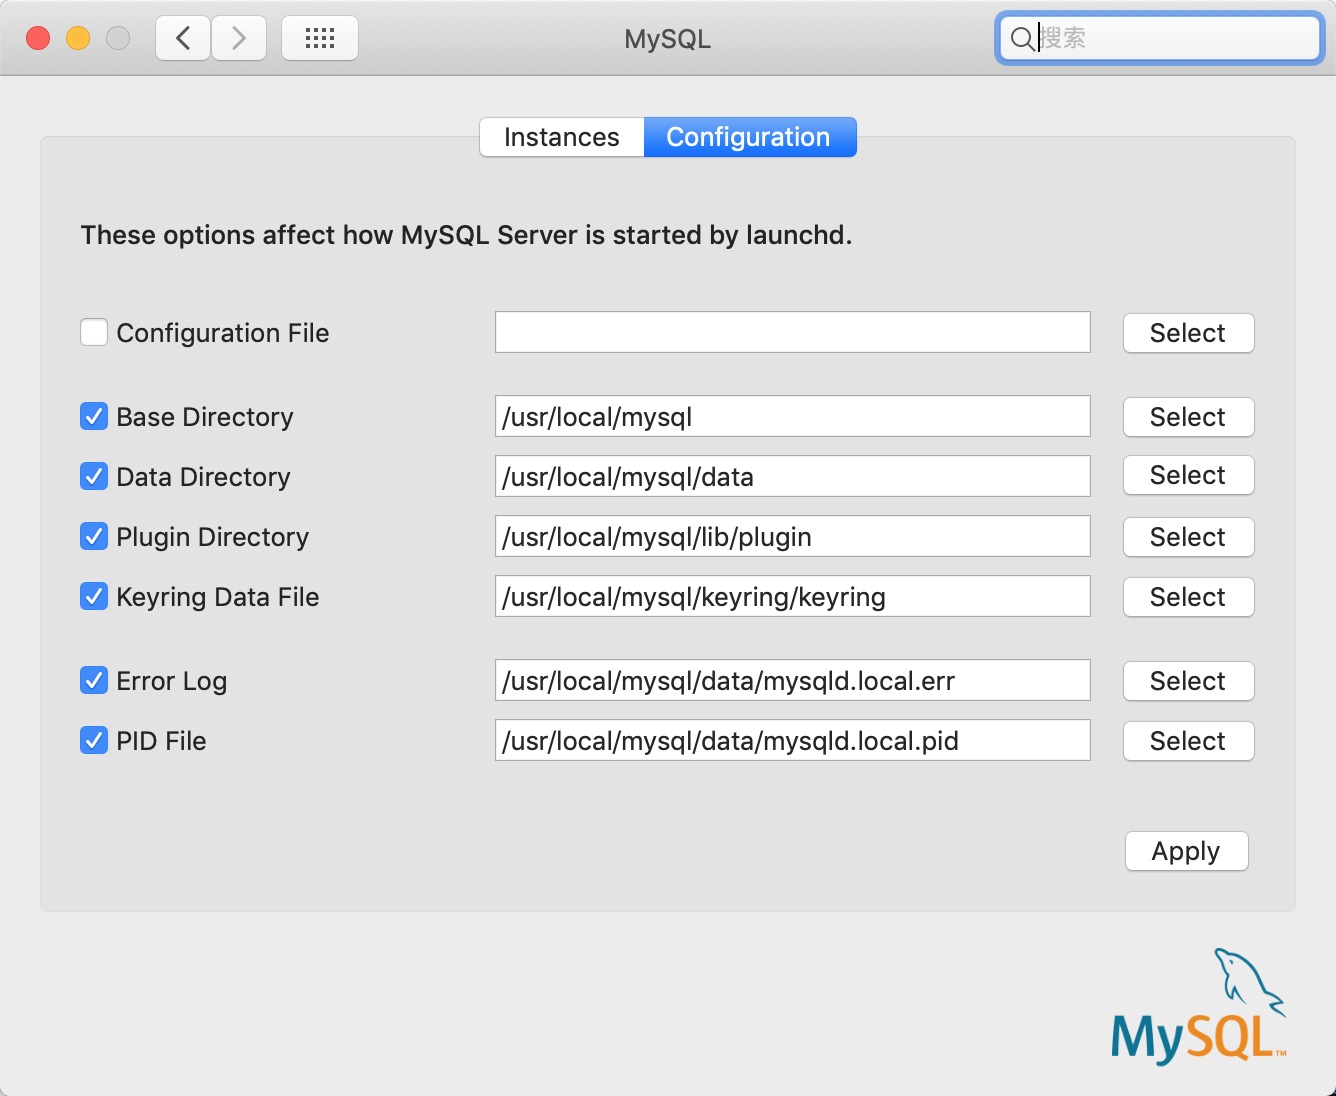 MySQL
搜索
Instances
Configuration
These options affect how MySQL Server is started by launchd.
Configuration File
Select
Base Directory
/usr/local/mysql
Select
Data Directory
/usr/local/mysql/data
Select
Plugin Directory
/usr/local/mysql/lib/plugin
Select
Keyring Data File
/usr/local/mysql/keyring/keyring
Select
Error Log
/usr/local/mysql/data/mysqld.local.err
Select
PID File
/usr/local/mysql/data/mysqld.local.pid
Select
Apply
MySQL™